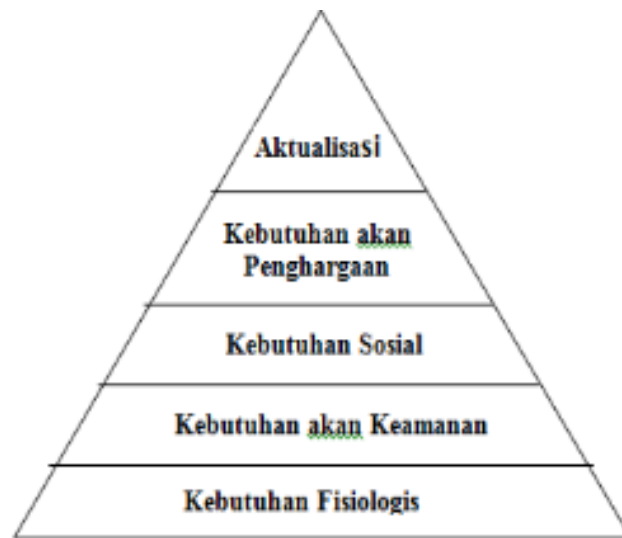 Aktualisasi
Kebutuhan akan
Penghargaan
Kebutuhan Sosial
Kebutuhan akan Keamanan
Kebutuhan Fisiologis